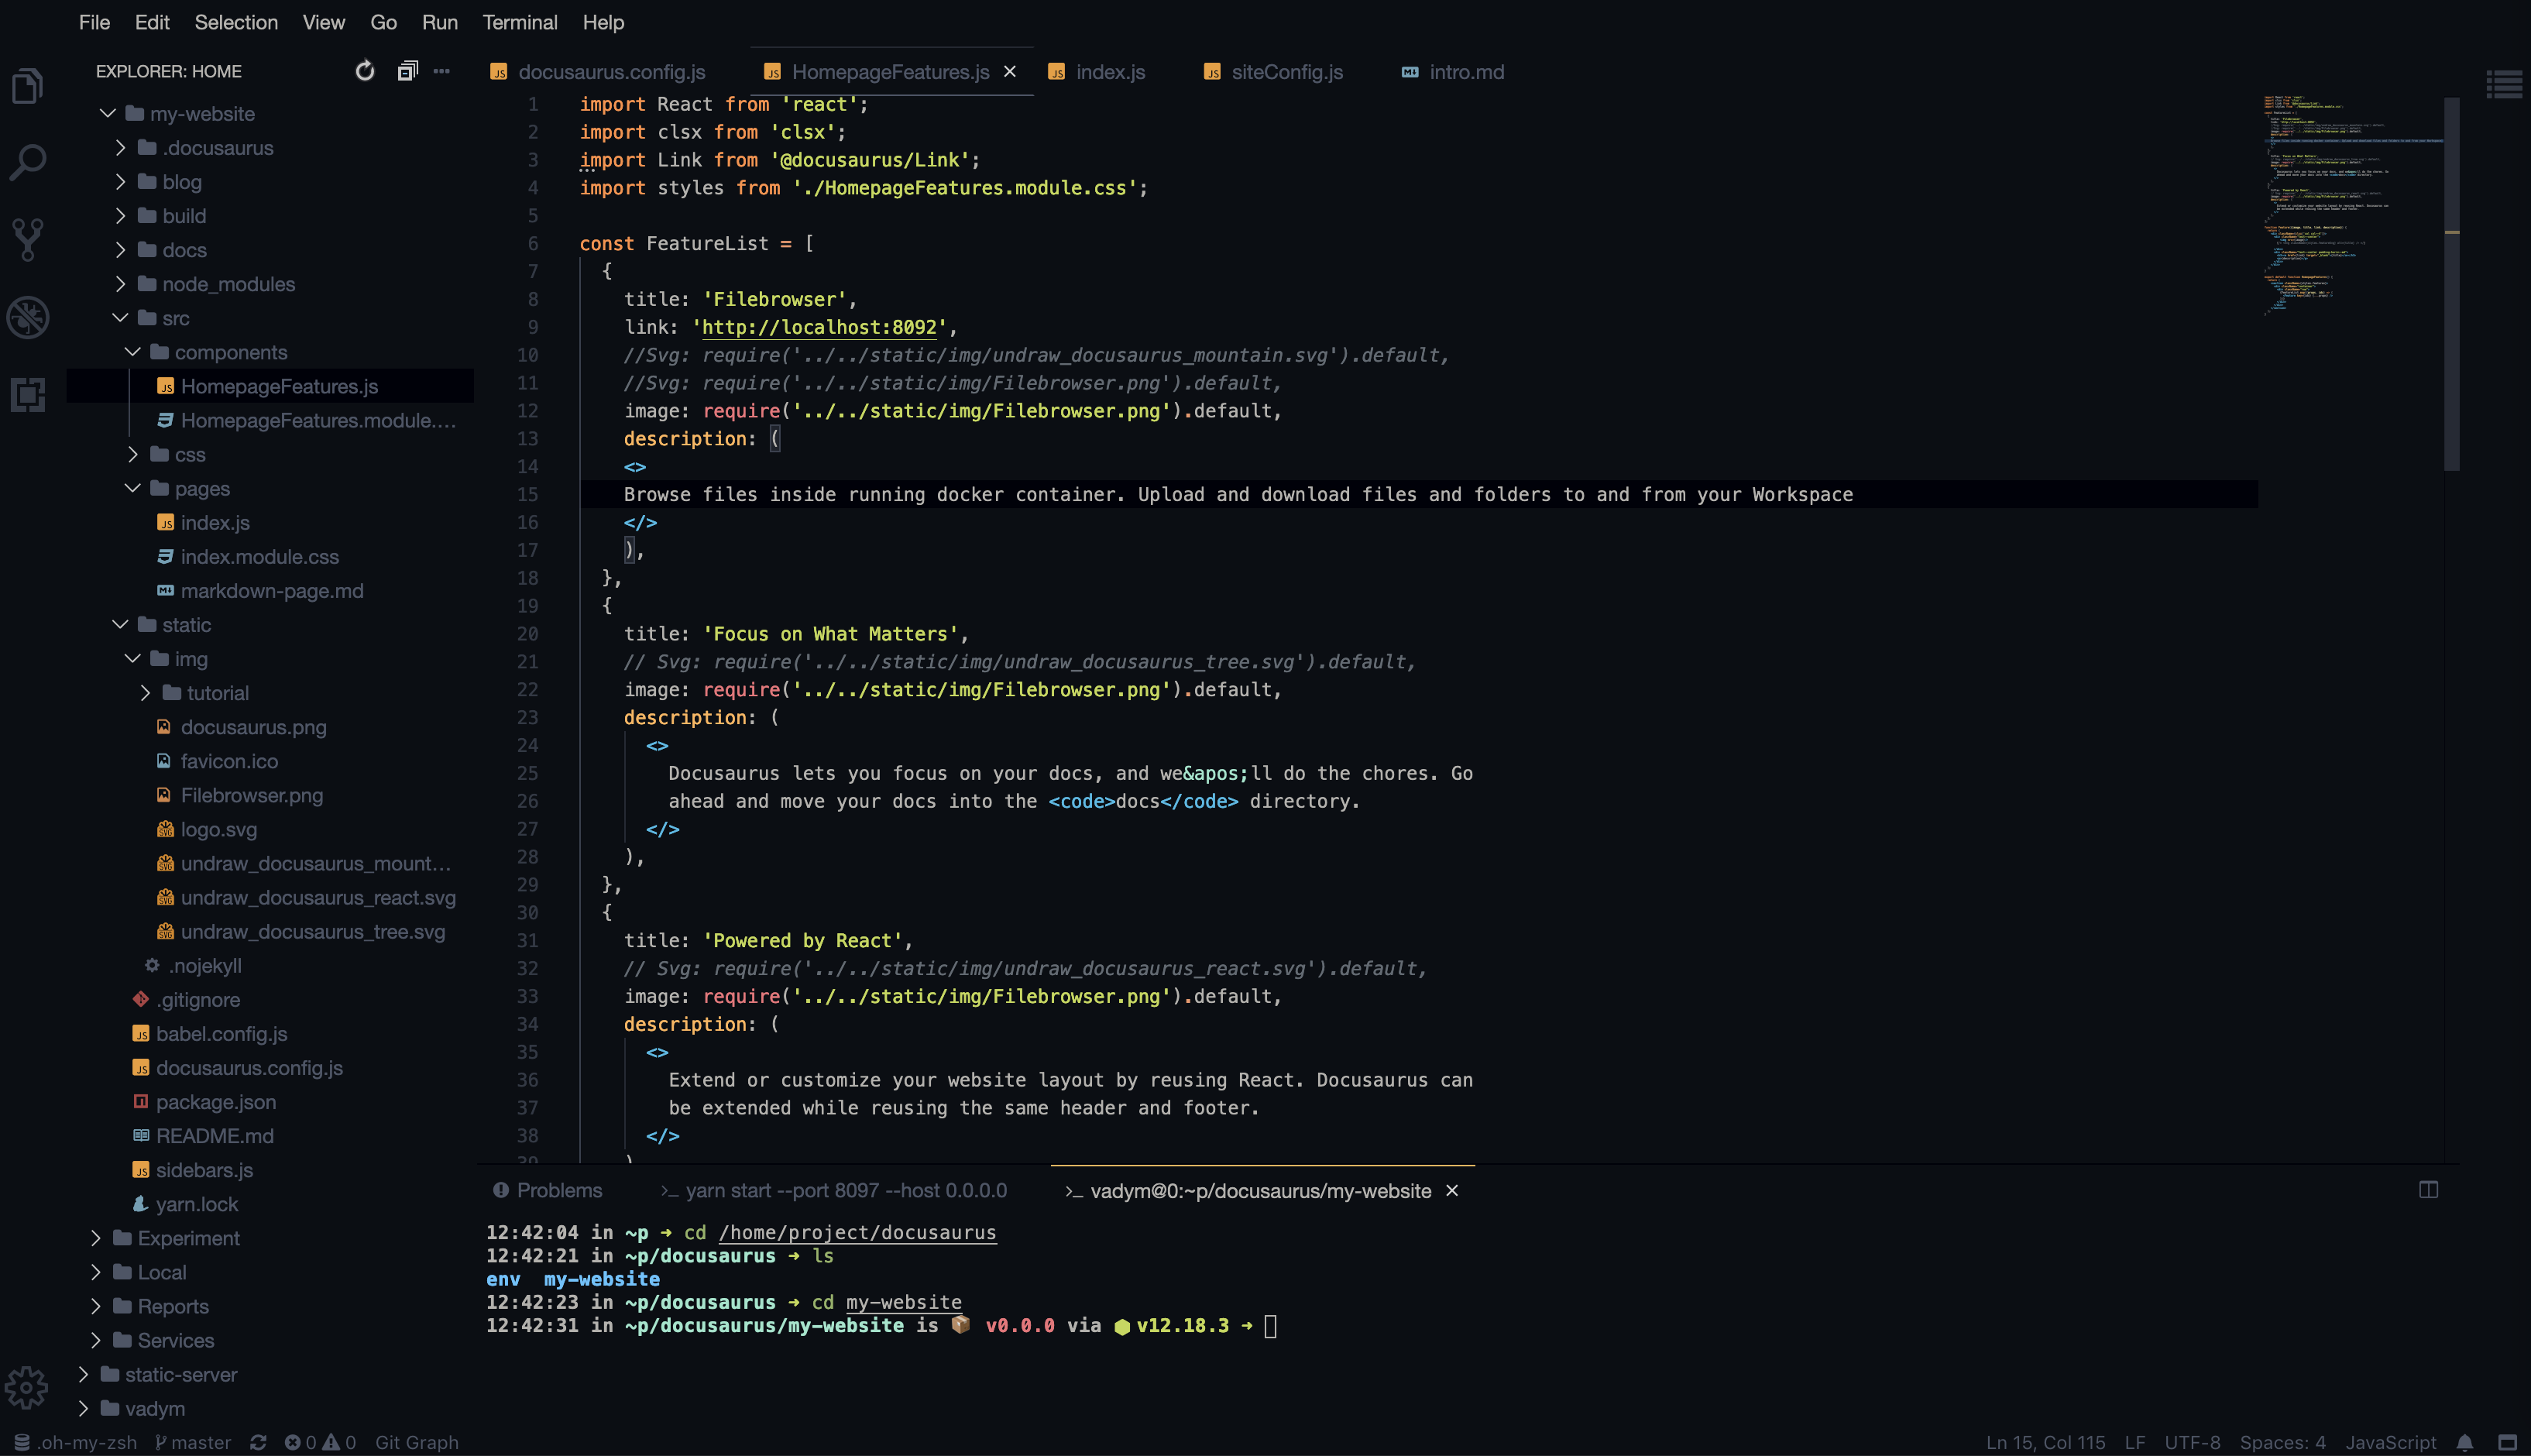 File Edit Selection View Go Run Terminal Help
EXPLORER: HOME
my-website
.docusaurus
blog
build
docs
node_modules
src
components
HomepageFeatures.js
HomepageFeatures.module....
css
pages
index.js
index.module.css
markdown-page.md
static
img
tutorial
docusaurus.png
favicon.ico
Filebrowser.png
logo.svg
undraw_docusaurus_mount...
undraw_docusaurus_react.svg
undraw_docusaurus_tree.svg
.nojekyll
.gitignore
babel.config.js
docusaurus.config.js
package.json
README.md
sidebars.js
yarn.lock
Experiment
Local
Reports
Services
static-server
vadym
docusaurus.config.js HomepageFeatures.js × index.js siteConfig.js intro.md
1 import React from 'react';
2 import clsx from 'clsx';
3 import Link from '@docusaurus/Link';
4 import styles from './HomepageFeatures.module.css';
5
6 const FeatureList = [
7 {
8 title: 'Filebrowser',
9 link: 'http://localhost:8092',
10 //Svg: require('../../static/img/undraw_docusaurus_mountain.svg').default,
11 //Svg: require('../../static/img/Filebrowser.png').default,
12 image: require('../../static/img/Filebrowser.png').default,
13 description: (
14 <>
15 Browse files inside running docker container. Upload and download files and folders to and from your Workspace
16 </>
17 ),
18 },
19 {
20 title: 'Focus on What Matters',
21 // Svg: require('../../static/img/undraw_docusaurus_tree.svg').default,
22 image: require('../../static/img/Filebrowser.png').default,
23 description: (
24 <>
25 Docusaurus lets you focus on your docs, and we&apos;ll do the chores. Go
26 ahead and move your docs into the <code>docs</code> directory.
27 </>
28 ),
29 },
30 {
31 title: 'Powered by React',
32 // Svg: require('../../static/img/undraw_docusaurus_react.svg').default,
33 image: require('../../static/img/Filebrowser.png').default,
34 description: (
35 <>
36 Extend or customize your website layout by reusing React. Docusaurus can
37 be extended while reusing the same header and footer.
38 </>
39 )
Problems >_ yarn start --port 8097 --host 0.0.0.0 >_ vadym@0:~p/docusaurus/my-website ×
12:42:04 in ~p ➜ cd /home/project/docusaurus
12:42:21 in ~p/docusaurus ➜ ls
env my-website
12:42:23 in ~p/docusaurus ➜ cd my-website
12:42:31 in ~p/docusaurus/my-website is 📦 v0.0.0 via ⬢ v12.18.3 ➜
.oh-my-zsh master 0 0 Git Graph Ln 15, Col 115 LF UTF-8 Spaces: 4 JavaScript